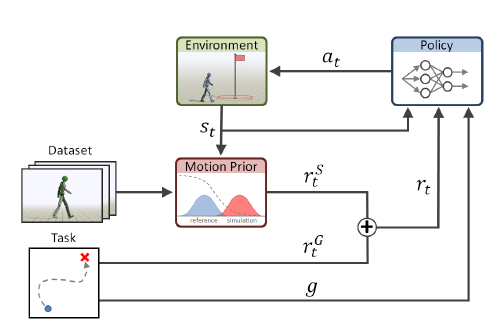 Environment
Policy
a_t
s_t
Dataset
Motion Prior
r_t^S
r_t
reference simulation
Task
+
r_t^G
g